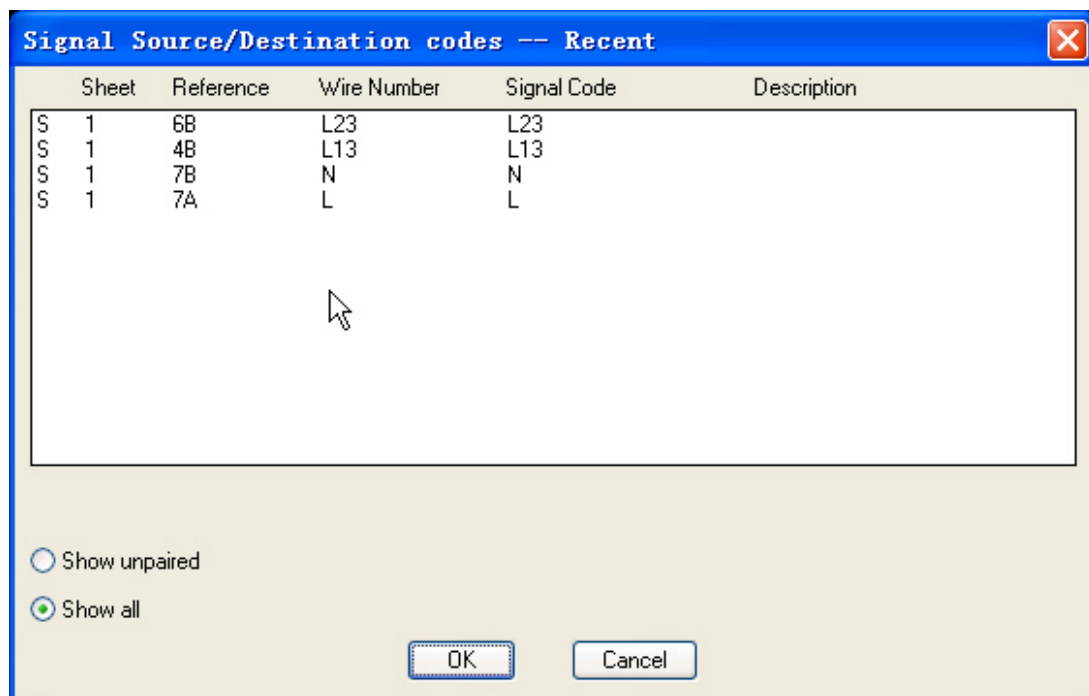 Signal Source/Destination codes -- Recent
Sheet Reference Wire Number Signal Code Description
S 1 6B L23 L23
S 1 4B L13 L13
S 1 7B N N
S 1 7A L L
Show unpaired
Show all
OK Cancel